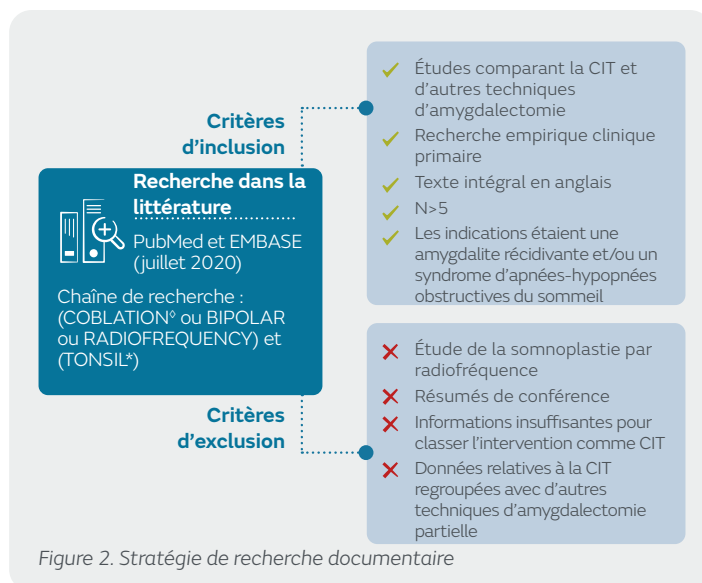 Critères
d'inclusion
Études comparant la CIT et
d'autres techniques
d'amygdalectomie
Recherche empirique clinique
primaire
Texte intégral en anglais
N>5
Les indications étaient une
amygdalite récidivante et/ou un
syndrome d'apnées-hypopnées
obstructives du sommeil
Recherche dans la
littérature
PubMed et EMBASE
(juillet 2020)
Chaîne de recherche :
(COBLATION◊ ou BIPOLAR
ou RADIOFREQUENCY) et
(TONSIL*)
Critères
d'exclusion
Étude de la somnoplastie par
radiofréquence
Résumés de conférence
Informations insuffisantes pour
classer l'intervention comme CIT
Données relatives à la CIT
regroupées avec d'autres
techniques d'amygdalectomie
partielle
Figure 2. Stratégie de recherche documentaire